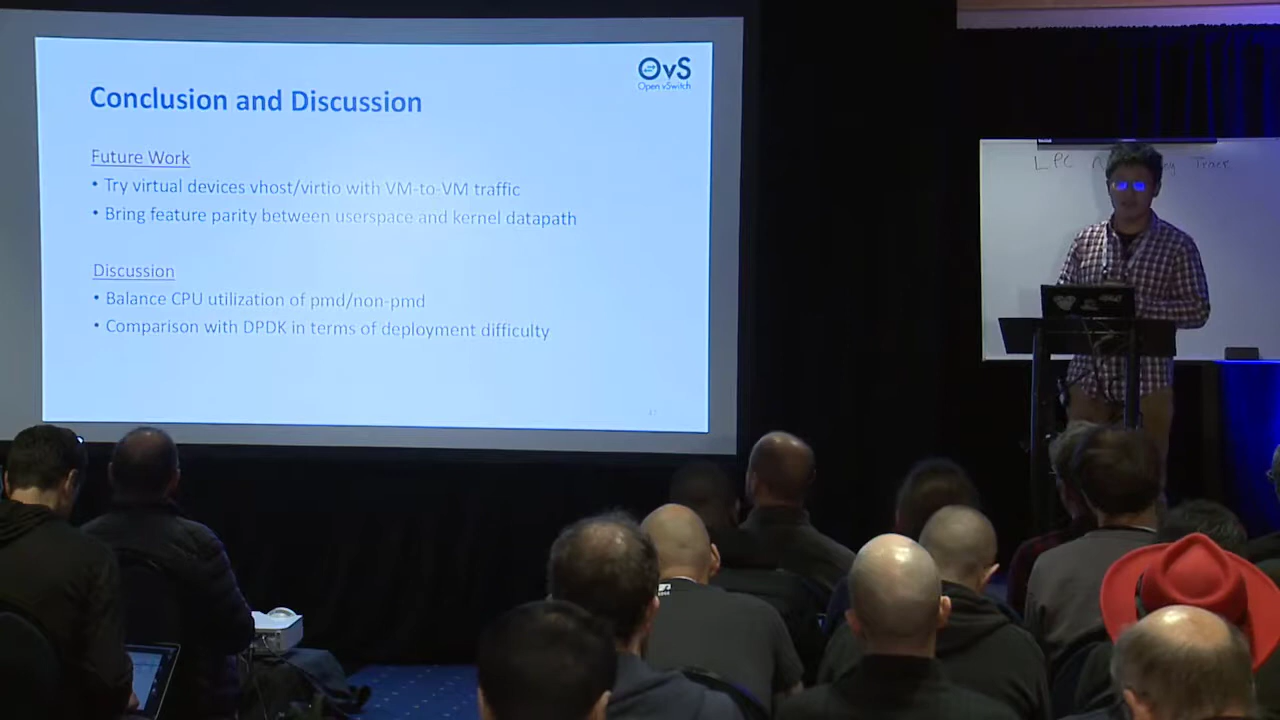 OvS
Open vSwitch
Conclusion and Discussion
Future Work
• Try virtual devices vhost/virtio with VM-to-VM traffic
• Bring feature parity between userspace and kernel datapath
Discussion
• Balance CPU utilization of pmd/non-pmd
• Comparison with DPDK in terms of deployment difficulty
LPC